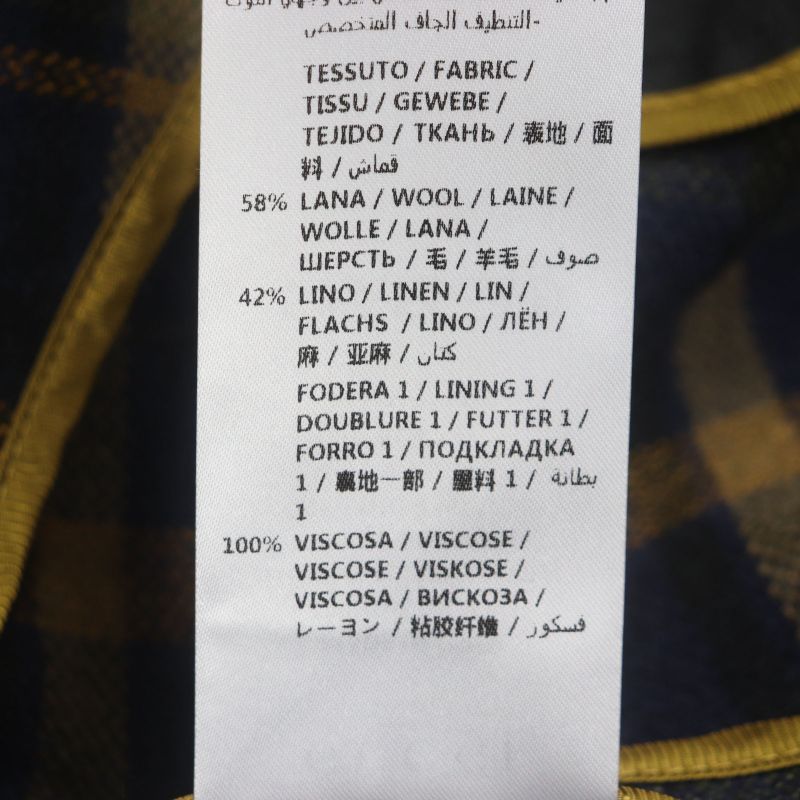 -التنظيف الجاف المتخصص
TESSUTO / FABRIC /
TISSU / GEWEBE /
TEJIDO / ТКАНЬ / 表地 / 面
料 / قماش
58% LANA / WOOL / LAINE /
WOLLE / LANA /
ШЕРСТЬ / 毛 / 羊毛 / صوف
42% LINO / LINEN / LIN /
FLACHS / LINO / ЛЁН /
麻 / 亚麻 / كتان
FODERA 1 / LINING 1 /
DOUBLURE 1 / FUTTER 1 /
FORRO 1 / ПОДКЛАДКА
1 / 裏地一部 / 里料 1 / بطانة
1
100% VISCOSA / VISCOSE /
VISCOSE / VISKOSE /
VISCOSA / ВИСКОЗА /
レーヨン / 粘胶纤维 / فسكور